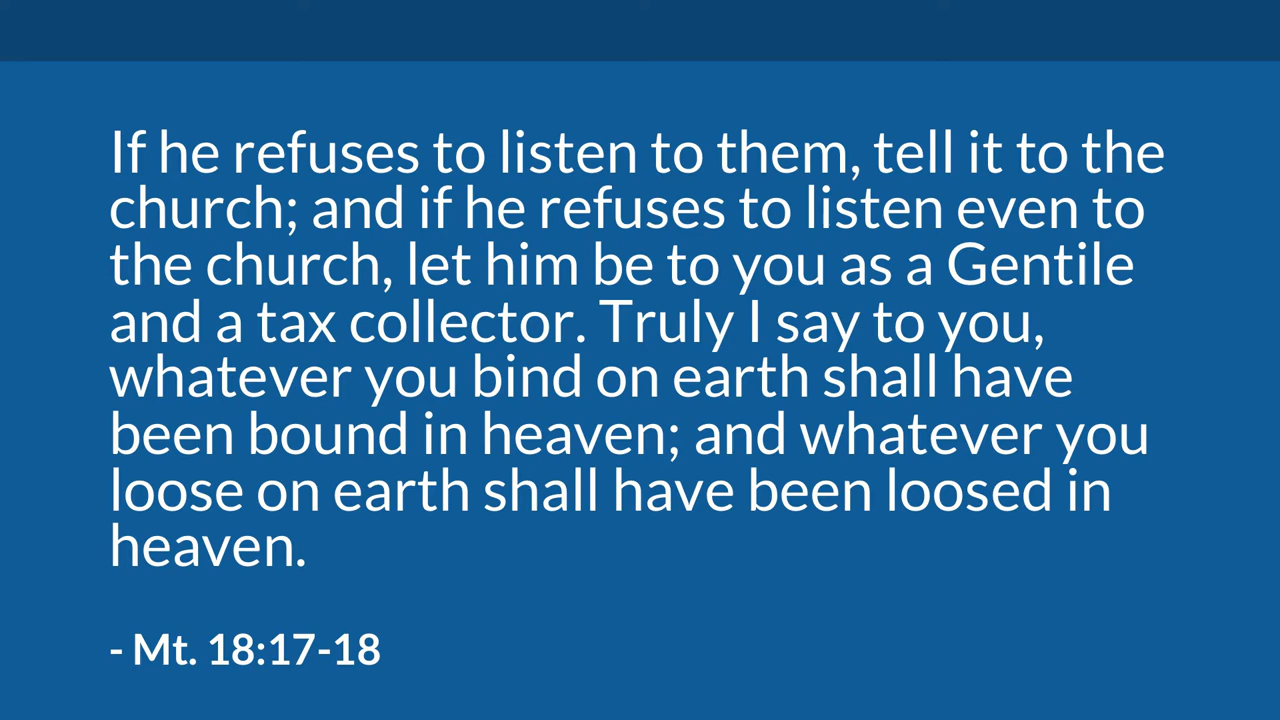 If he refuses to listen to them, tell it to the
church; and if he refuses to listen even to
the church, let him be to you as a Gentile
and a tax collector. Truly I say to you,
whatever you bind on earth shall have
been bound in heaven; and whatever you
loose on earth shall have been loosed in
heaven.
- Mt. 18:17-18